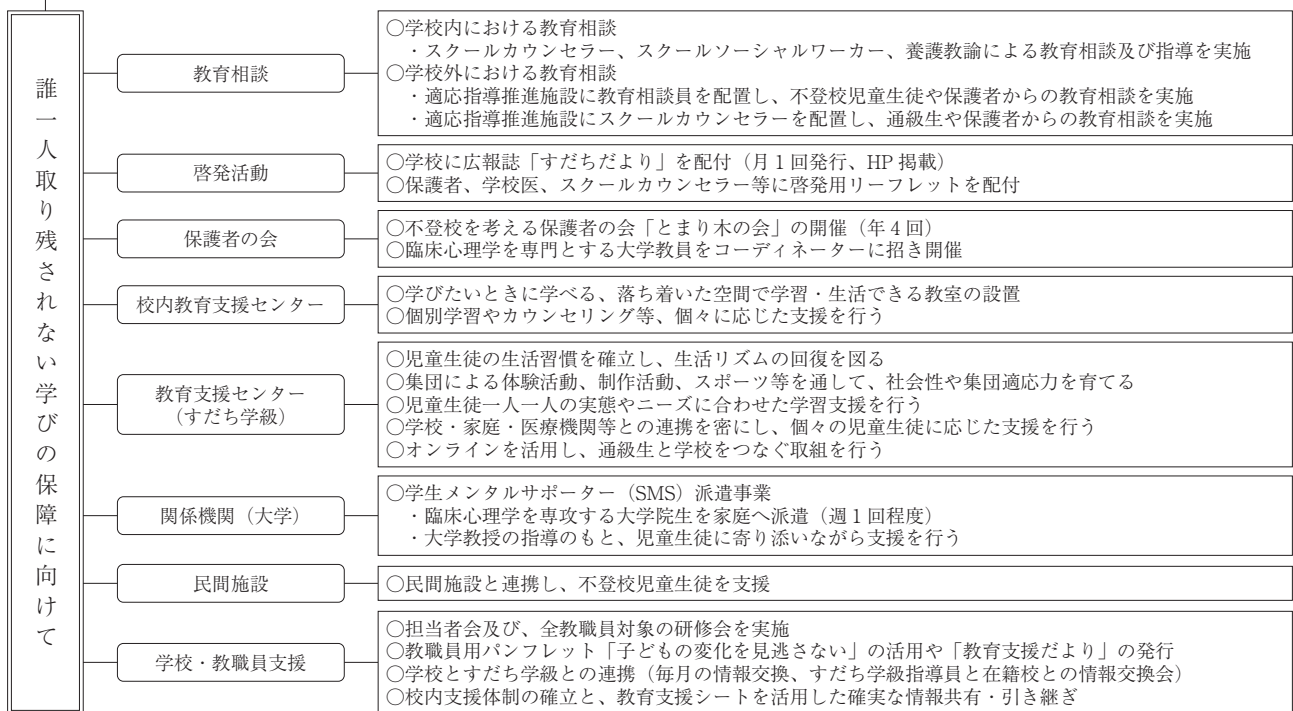 誰一人取り残されない学びの保障に向けて
教育相談
○学校内における教育相談
・スクールカウンセラー、スクールソーシャルワーカー、養護教諭による教育相談及び指導を実施
○学校外における教育相談
・適応指導推進施設に教育相談員を配置し、不登校児童生徒や保護者からの教育相談を実施
・適応指導推進施設にスクールカウンセラーを配置し、通級生や保護者からの教育相談を実施
啓発活動
○学校に広報誌「すだちだより」を配付（月1回発行、HP 掲載）
○保護者、学校医、スクールカウンセラー等に啓発用リーフレットを配付
保護者の会
○不登校を考える保護者の会「とまり木の会」の開催（年4回）
○臨床心理学を専門とする大学教員をコーディネーターに招き開催
校内教育支援センター
○学びたいときに学べる、落ち着いた空間で学習・生活できる教室の設置
○個別学習やカウンセリング等、個々に応じた支援を行う
教育支援センター
（すだち学級）
○児童生徒の生活習慣を確立し、生活リズムの回復を図る
○集団による体験活動、制作活動、スポーツ等を通して、社会性や集団適応力を育てる
○児童生徒一人一人の実態やニーズに合わせた学習支援を行う
○学校・家庭・医療機関等との連携を密にし、個々の児童生徒に応じた支援を行う
○オンラインを活用し、通級生と学校をつなぐ取組を行う
関係機関（大学）
○学生メンタルサポーター（SMS）派遣事業
・臨床心理学を専攻する大学院生を家庭へ派遣（週1回程度）
・大学教授の指導のもと、児童生徒に寄り添いながら支援を行う
民間施設
○民間施設と連携し、不登校児童生徒を支援
学校・教職員支援
○担当者会及び、全教職員対象の研修会を実施
○教職員用パンフレット「子どもの変化を見逃さない」の活用や「教育支援だより」の発行
○学校とすだち学級との連携（毎月の情報交換、すだち学級指導員と在籍校との情報交換会）
○校内支援体制の確立と、教育支援シートを活用した確実な情報共有・引き継ぎ